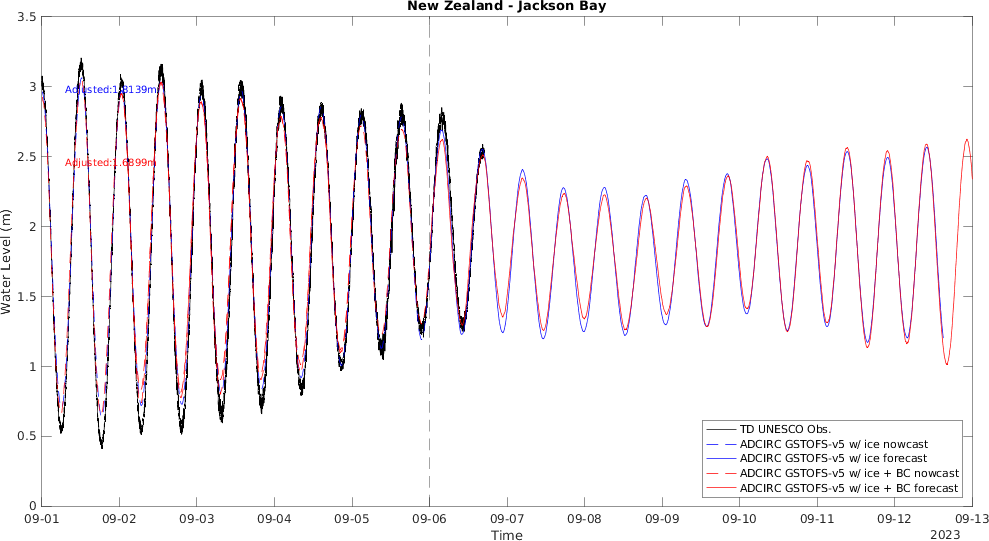 New Zealand - Jackson Bay
3.5
3
2.5
2
1.5
1
0.5
0
Water Level (m)
Adjusted:1.8139m
Adjusted:1.6899m
TD UNESCO Obs.
ADCIRC GSTOFS-v5 w/ ice nowcast
ADCIRC GSTOFS-v5 w/ ice forecast
ADCIRC GSTOFS-v5 w/ ice + BC nowcast
ADCIRC GSTOFS-v5 w/ ice + BC forecast
09-01 09-02 09-03 09-04 09-05 09-06 09-07 09-08 09-09 09-10 09-11 09-12 09-13
Time
2023